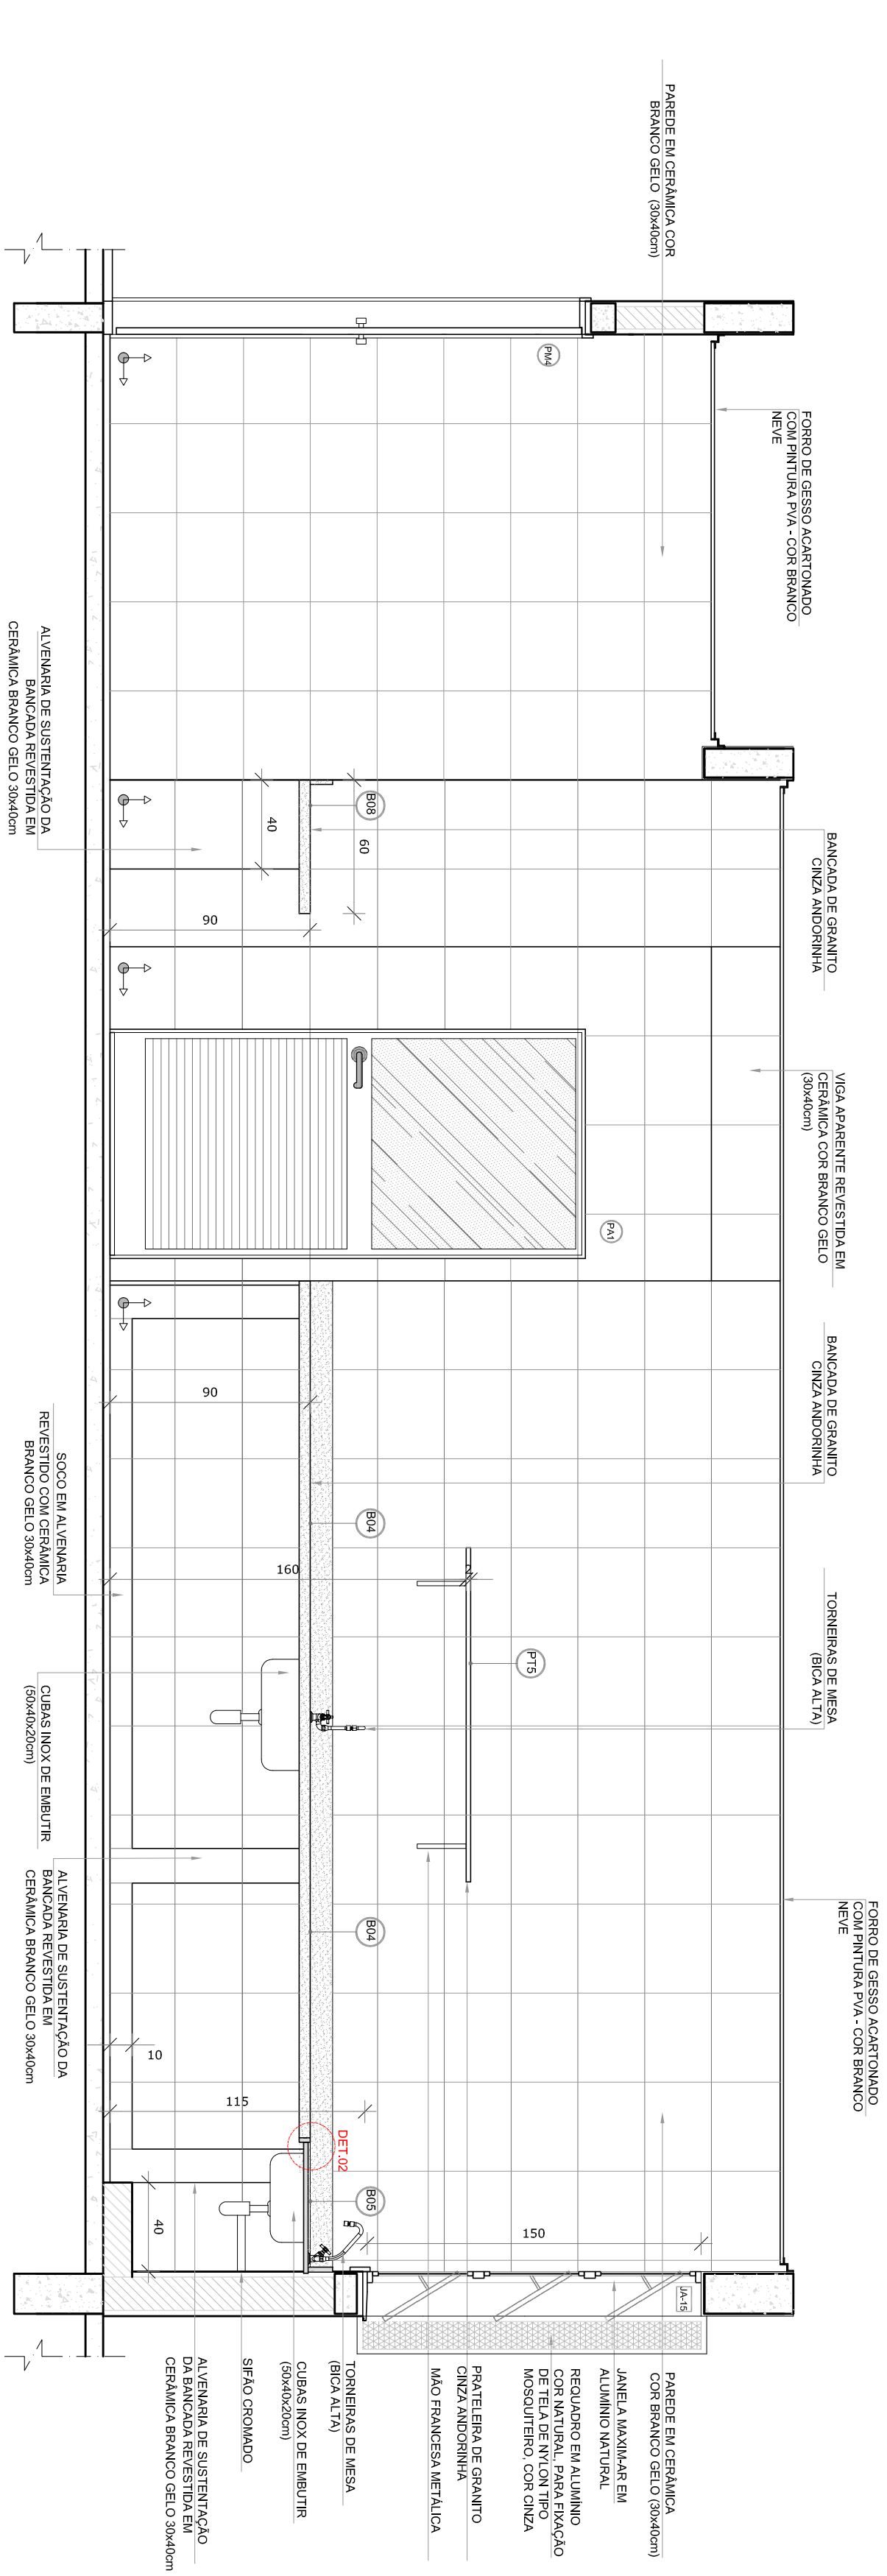 PAREDE EM CERÂMICA COR
BRANCO GELO (30x40cm)
FORRO DE GESSO ACARTONADO
COM PINTURA PVA - COR BRANCO
NEVE
BANCADA DE GRANITO
CINZA ANDORINHA
VIGA APARENTE REVESTIDA EM
CERÂMICA COR BRANCO GELO
(30x40cm)
BANCADA DE GRANITO
CINZA ANDORINHA
TORNEIRAS DE MESA
(BICA ALTA)
FORRO DE GESSO ACARTONADO
COM PINTURA PVA - COR BRANCO
NEVE
PM4
B08
60
40
90
PA1
90
B04
160
2
PT5
B04
10
115
DET.02
B05
40
150
JA-15
ALVENARIA DE SUSTENTAÇÃO DA
BANCADA REVESTIDA EM
CERÂMICA BRANCO GELO 30x40cm
SOCO EM ALVENARIA
REVESTIDO COM CERÂMICA
BRANCO GELO 30x40cm
CUBAS INOX DE EMBUTIR
(50x40x20cm)
ALVENARIA DE SUSTENTAÇÃO DA
BANCADA REVESTIDA EM
CERÂMICA BRANCO GELO 30x40cm
PAREDE EM CERÂMICA
COR BRANCO GELO (30x40cm)
JANELA MAXIM-AR EM
ALUMÍNIO NATURAL
REQUADRO EM ALUMÍNIO
COR NATURAL, PARA FIXAÇÃO
DE TELA DE NYLON TIPO
MOSQUITEIRO, COR CINZA
PRATELEIRA DE GRANITO
CINZA ANDORINHA
MÃO FRANCESA METÁLICA
TORNEIRAS DE MESA
(BICA ALTA)
CUBAS INOX DE EMBUTIR
(50x40x20cm)
SIFÃO CROMADO
ALVENARIA DE SUSTENTAÇÃO
DA BANCADA REVESTIDA EM
CERÂMICA BRANCO GELO 30x40cm